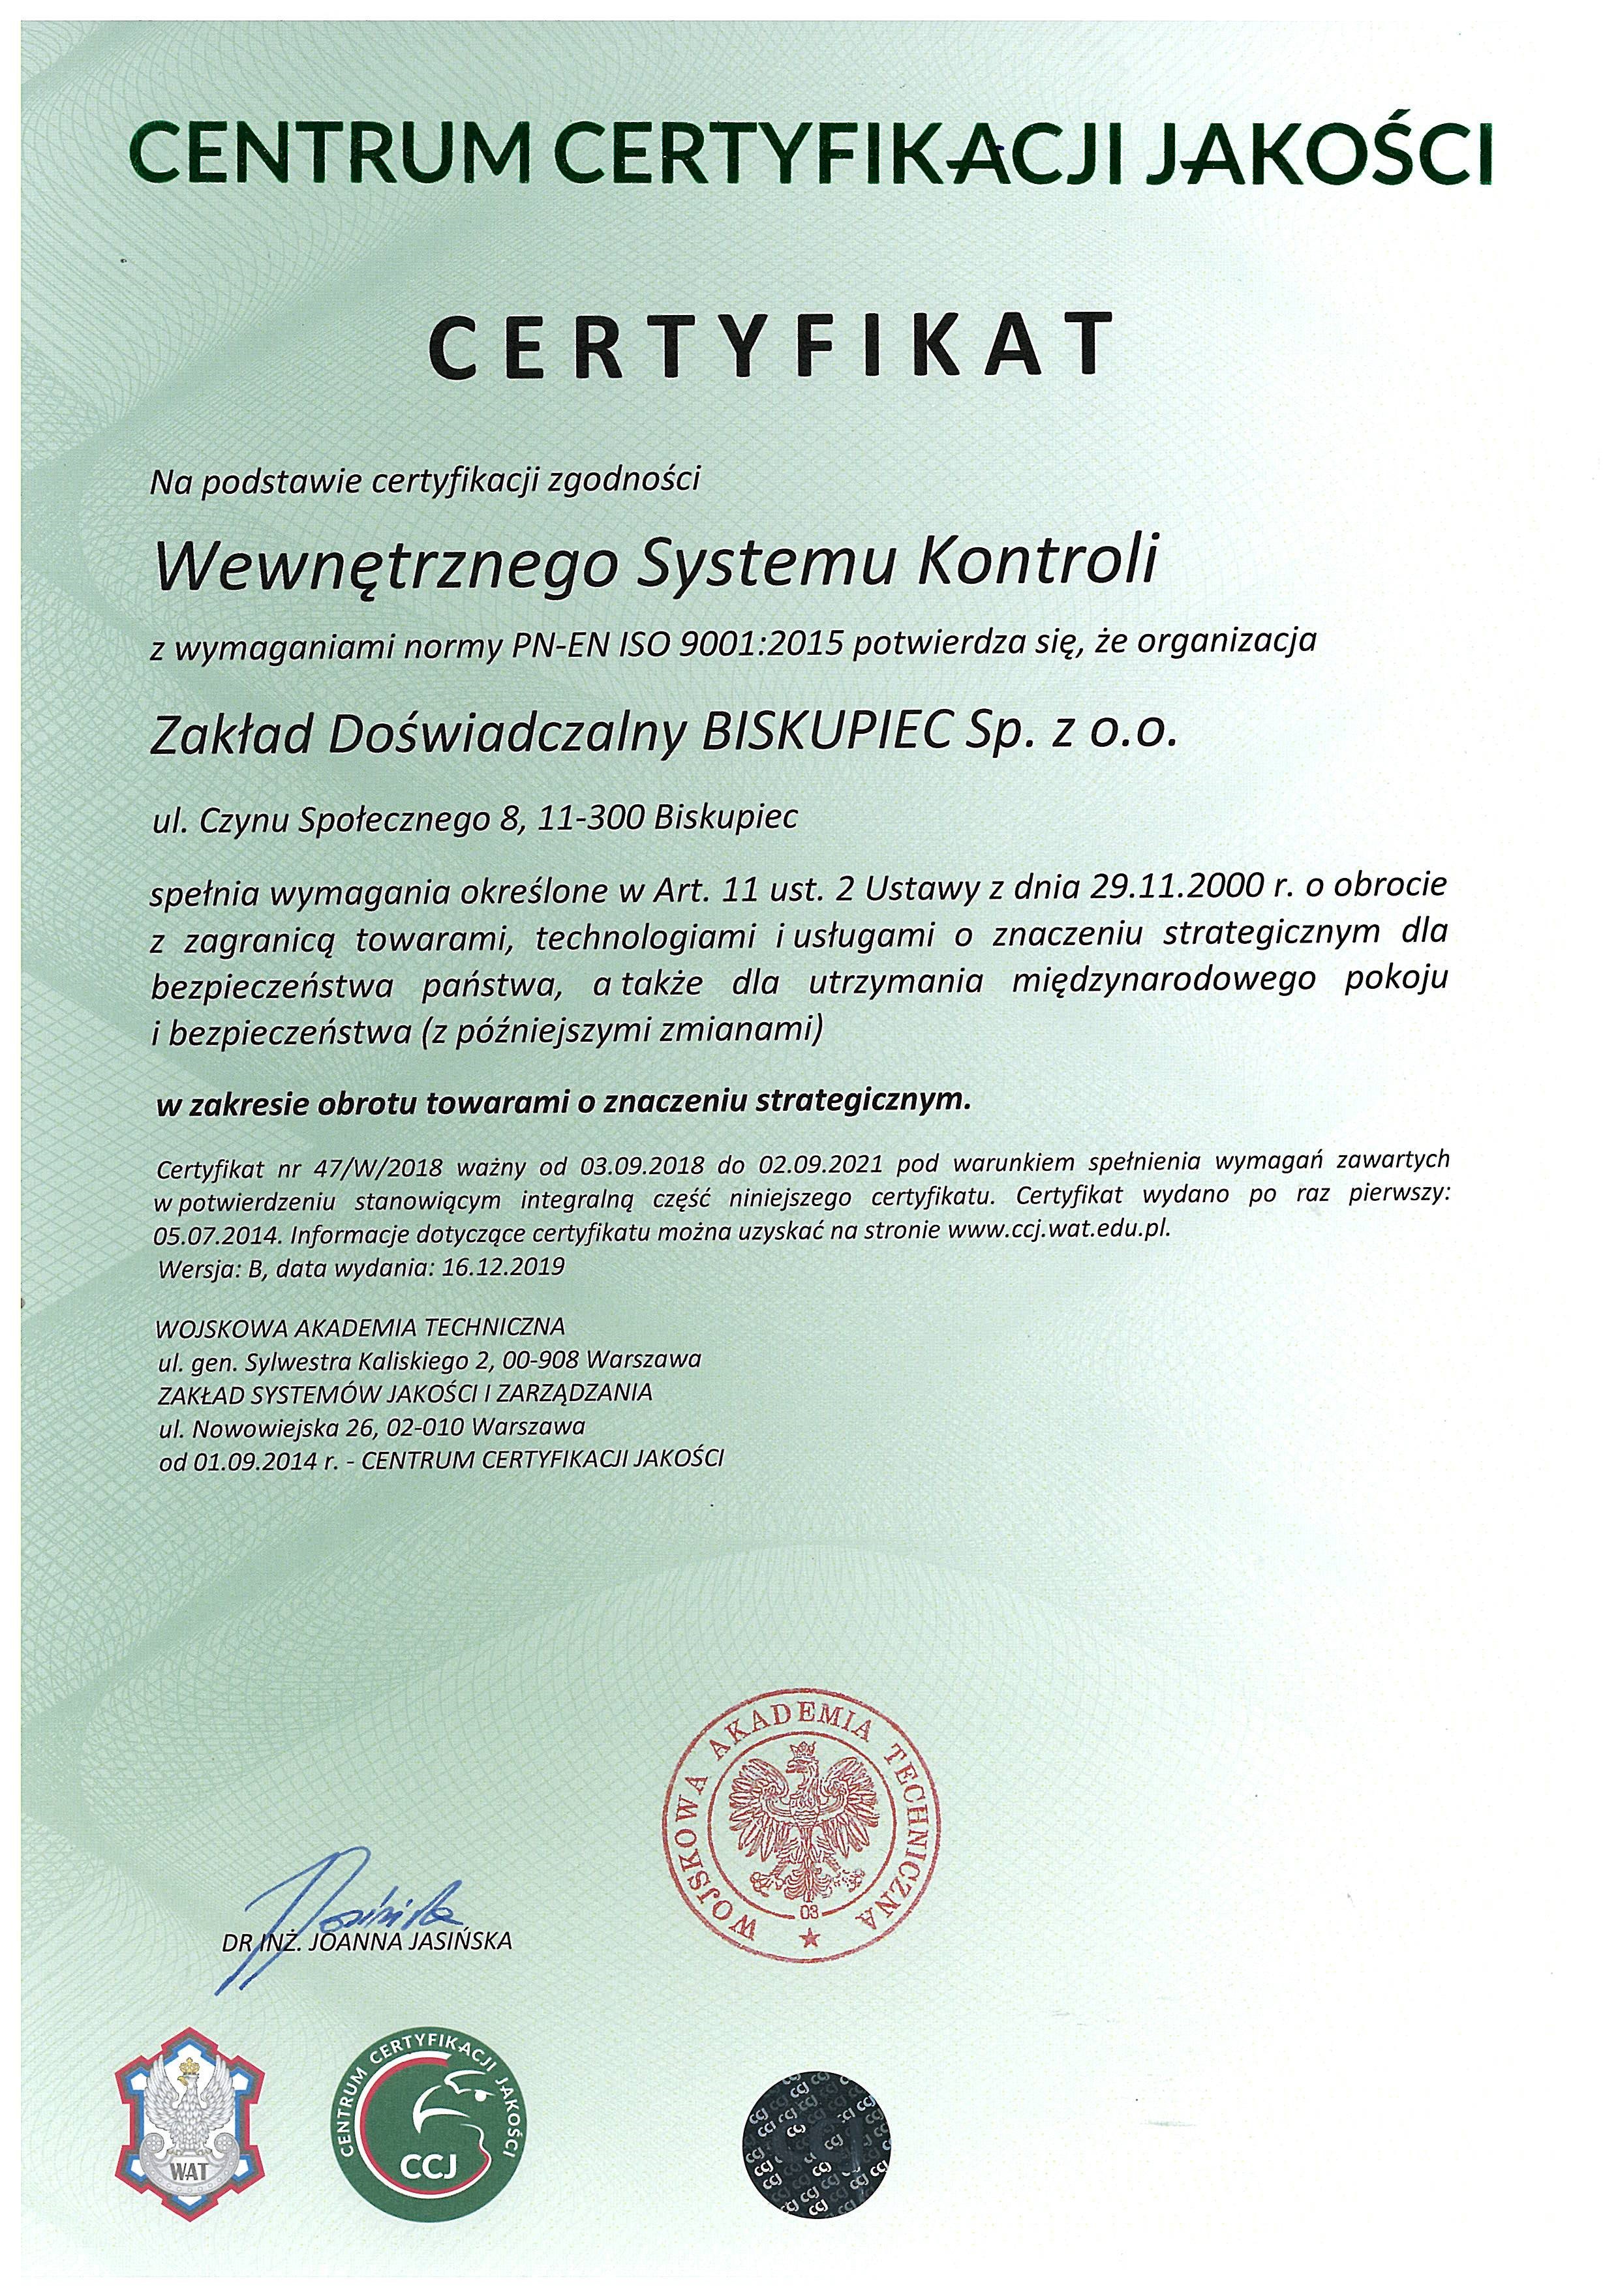 CENTRUM CERTYFIKACJI JAKOŚCI
CERTYFIKAT
Na podstawie certyfikacji zgodności
Wewnętrznego Systemu Kontroli
z wymaganiami normy PN-EN ISO 9001:2015 potwierdza się, że organizacja
Zakład Doświadczalny BISKUPIEC Sp. z o.o.
ul. Czynu Społecznego 8, 11-300 Biskupiec
spełnia wymagania określone w Art. 11 ust. 2 Ustawy z dnia 29.11.2000 r. o obrocie
z zagranicą towarami, technologiami i usługami o znaczeniu strategicznym dla
bezpieczeństwa państwa, a także dla utrzymania międzynarodowego pokoju
i bezpieczeństwa (z późniejszymi zmianami)
w zakresie obrotu towarami o znaczeniu strategicznym.
Certyfikat nr 47/W/2018 ważny od 03.09.2018 do 02.09.2021 pod warunkiem spełnienia wymagań zawartych
w potwierdzeniu stanowiącym integralną część niniejszego certyfikatu. Certyfikat wydano po raz pierwszy:
05.07.2014. Informacje dotyczące certyfikatu można uzyskać na stronie www.ccj.wat.edu.pl.
Wersja: B, data wydania: 16.12.2019
WOJSKOWA AKADEMIA TECHNICZNA
ul. gen. Sylwestra Kaliskiego 2, 00-908 Warszawa
ZAKŁAD SYSTEMÓW JAKOŚCI I ZARZĄDZANIA
ul. Nowowiejska 26, 02-010 Warszawa
od 01.09.2014 r. - CENTRUM CERTYFIKACJI JAKOŚCI
WOJSKOWA AKADEMIA TECHNICZNA
03
DR INŻ. JOANNA JASIŃSKA
WAT
CENTRUM CERTYFIKACJI JAKOŚCI
CCJ
CCJ CCJ CCJ CCJ